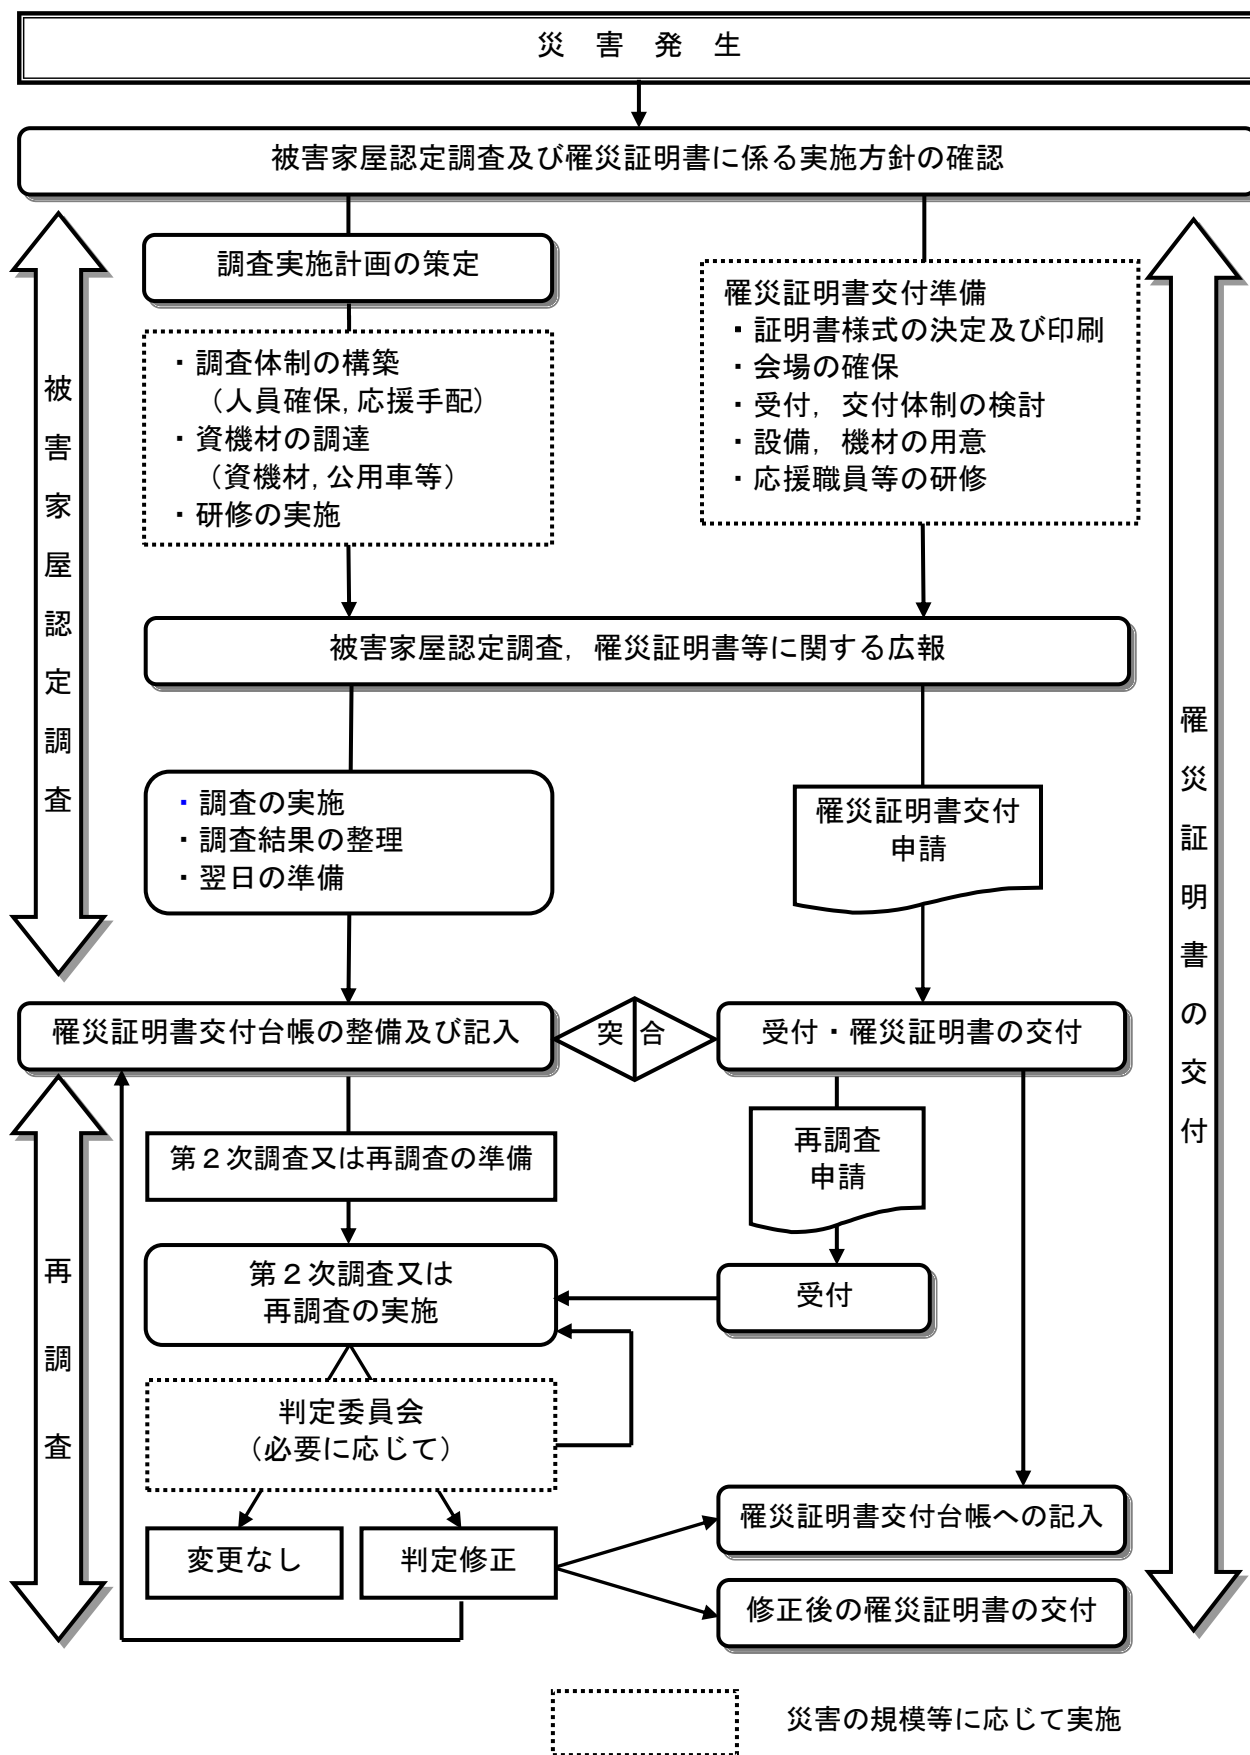 災　害　発　生
被害家屋認定調査及び罹災証明書に係る実施方針の確認
調査実施計画の策定
・調査体制の構築
（人員確保，応援手配）
・資機材の調達
（資機材，公用車等）
・研修の実施
罹災証明書交付準備
・証明書様式の決定及び印刷
・会場の確保
・受付，交付体制の検討
・設備，機材の用意
・応援職員等の研修
被害家屋認定調査
罹災証明書の交付
被害家屋認定調査，罹災証明書等に関する広報
・調査の実施
・調査結果の整理
・翌日の準備
罹災証明書交付
申請
罹災証明書交付台帳の整備及び記入
突合
受付・罹災証明書の交付
再調査
第２次調査又は再調査の準備
再調査
申請
第２次調査又は
再調査の実施
受付
判定委員会
（必要に応じて）
変更なし
判定修正
罹災証明書交付台帳への記入
修正後の罹災証明書の交付
災害の規模等に応じて実施